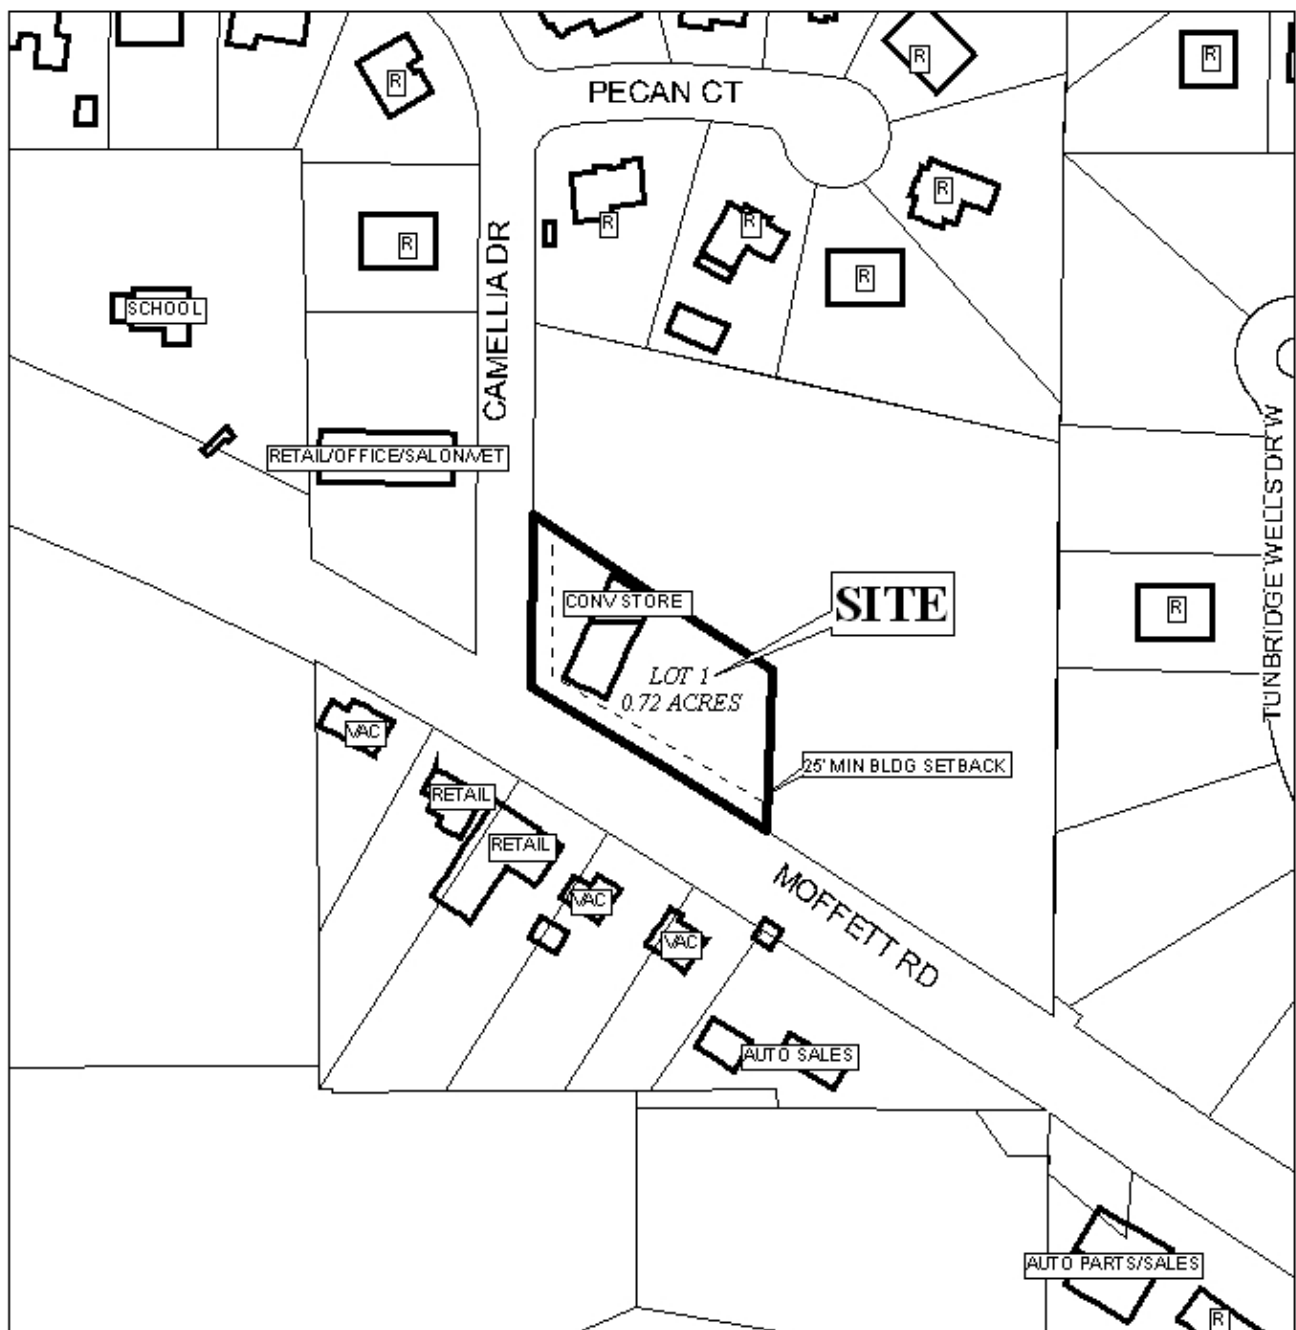 R
R
R
PECAN CT
R
R
R
R
R
CAMELLIA DR
SCHOOL
RETAIL/OFFICE/SALON/VET
TUNBRIDGE WELLS DR W
CONV STORE
SITE
R
LOT 1
0.72 ACRES
VAC
25' MIN BLDG SETBACK
RETAIL
RETAIL
VAC
VAC
MOFFETT RD
AUTO SALES
AUTO PARTS/SALES
R